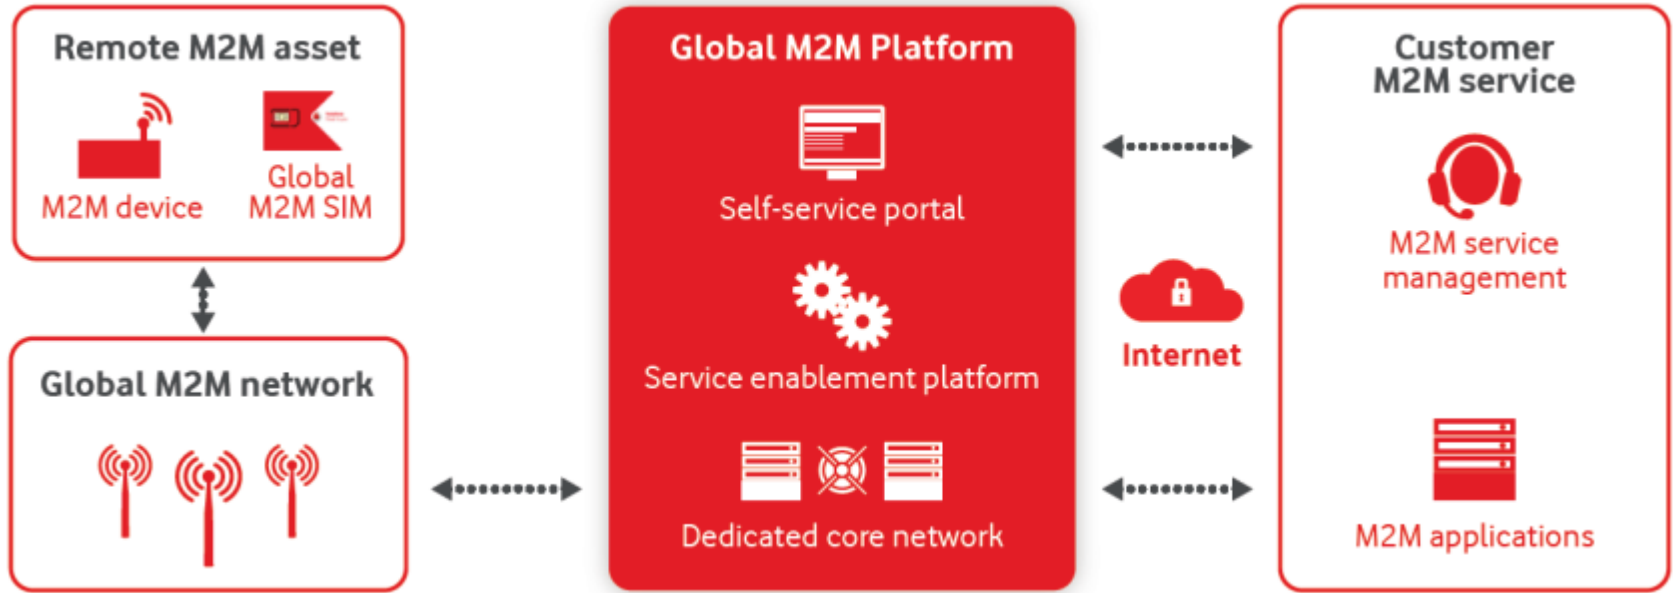 Remote M2M asset
M2M device
Global
M2M SIM
Global M2M network
Global M2M Platform
Self-service portal
Service enablement platform
Dedicated core network
Internet
Customer
M2M service
M2M service
management
M2M applications